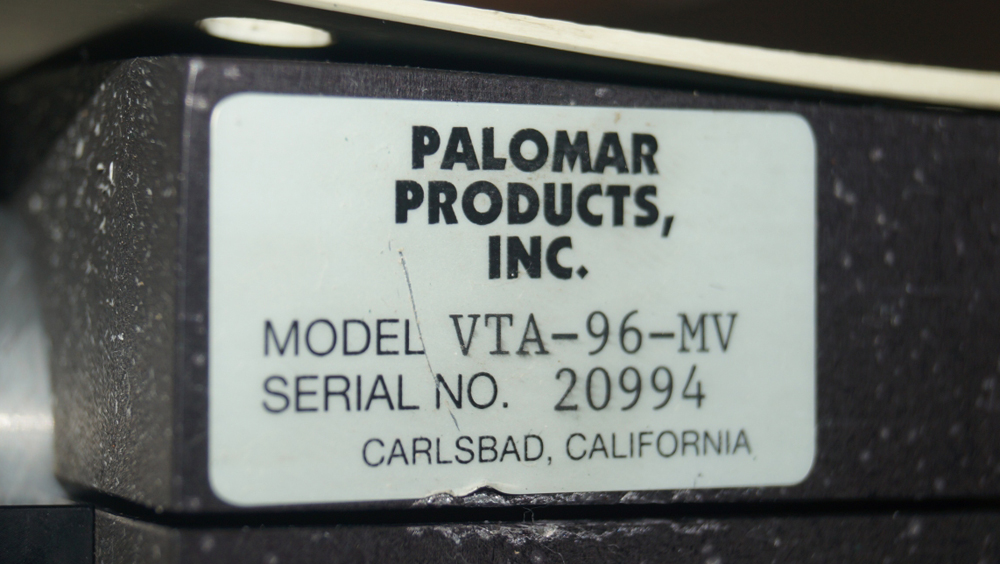 PALOMAR
PRODUCTS,
INC.
MODEL VTA-96-MV
SERIAL NO. 20994
CARLSBAD, CALIFORNIA